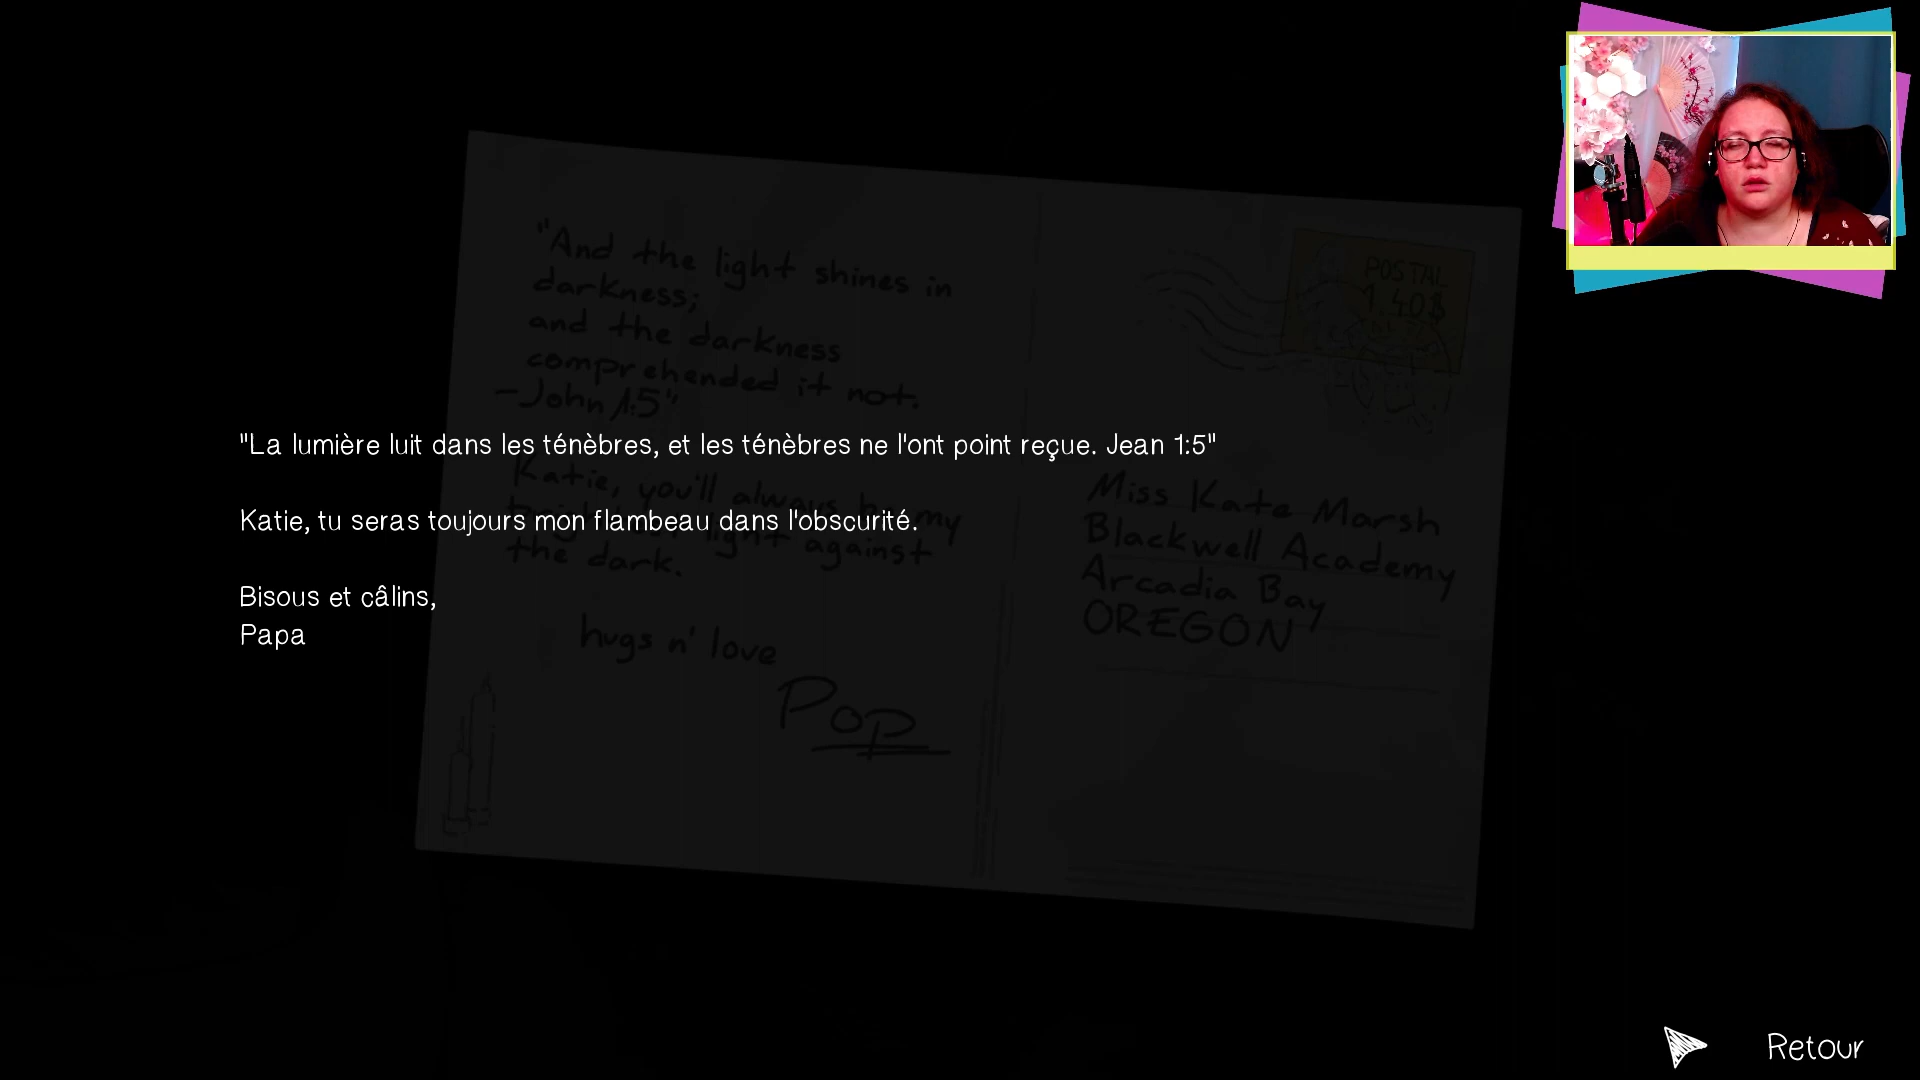 "And the light shines in
darkness;
and the darkness
comprehended it not.
-John 1:5"
POSTAL
1.40$
"La lumière luit dans les ténèbres, et les ténèbres ne l'ont point reçue. Jean 1:5"
Katie, you'll always be my
light against
the dark.
Katie, tu seras toujours mon flambeau dans l'obscurité.
hugs n' love
Pop
Bisous et câlins,
Papa
Miss Kate Marsh
Blackwell Academy
Arcadia Bay
OREGON
Retour